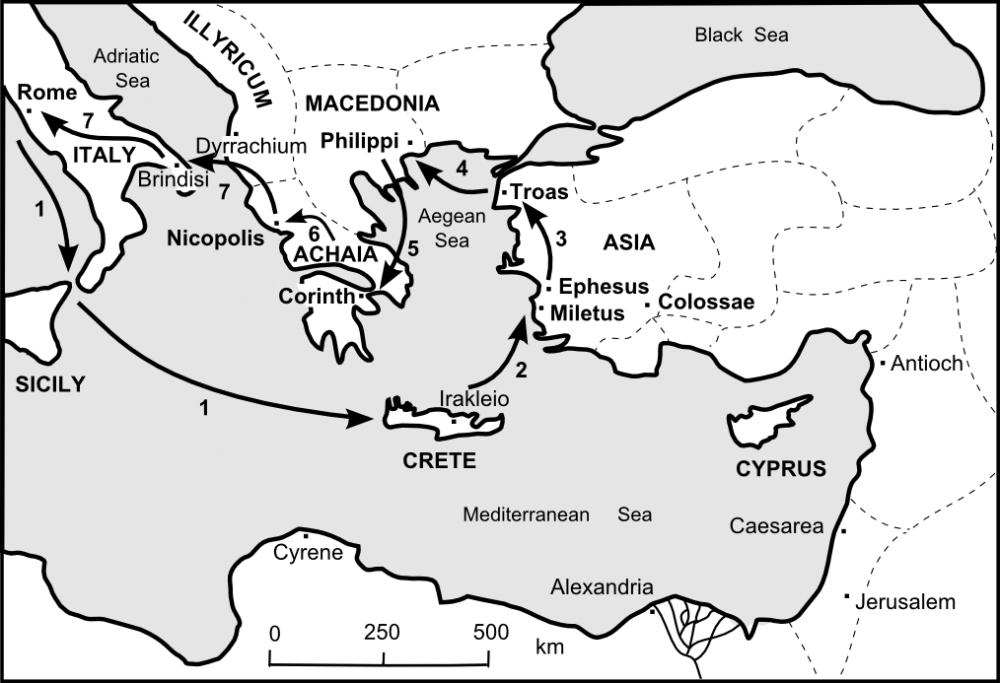 Black Sea
ILLYRICUM
Adriatic
Sea
Rome
MACEDONIA
7
Philippi
Dyrrachium
ITALY
4
Brindisi
7
Troas
1
Aegean
Sea
6
Nicopolis
3
ASIA
5
ACHAIA
Ephesus
Corinth
Colossae
Miletus
Antioch
2
SICILY
1
Irakleio
CRETE
CYPRUS
Mediterranean Sea
Caesarea
Cyrene
Alexandria
Jerusalem
0 250 500
km